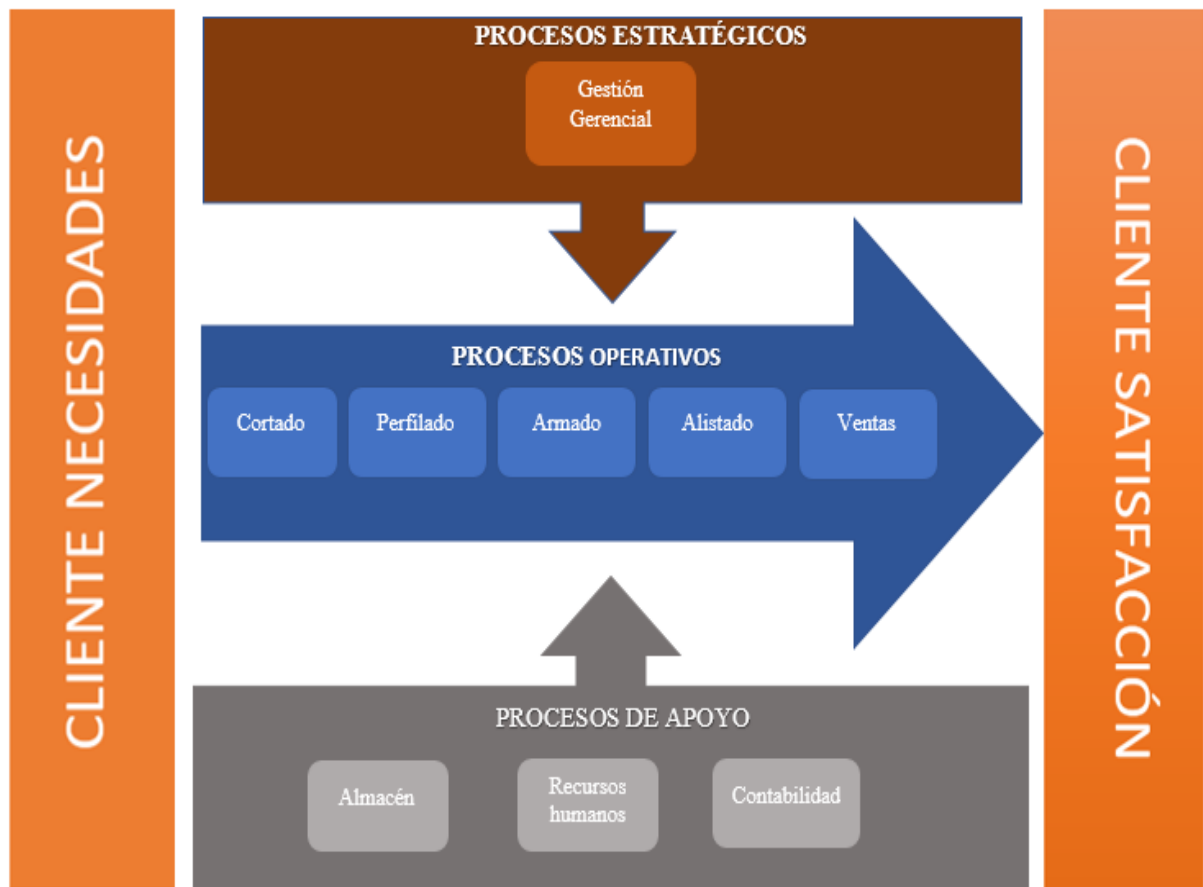 CLIENTE NECESIDADES
PROCESOS ESTRATÉGICOS
Gestión
Gerencial
PROCESOS OPERATIVOS
Cortado
Perfilado
Armado
Alistado
Ventas
PROCESOS DE APOYO
Almacén
Recursos
humanos
Contabilidad
CLIENTE SATISFACCIÓN